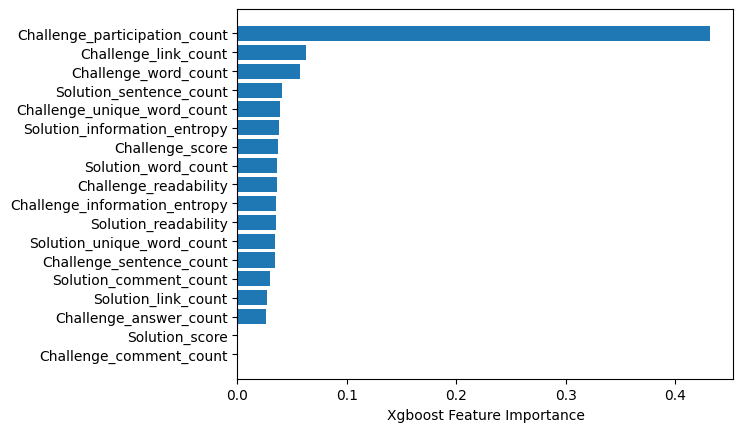 Challenge_participation_count
Challenge_link_count
Challenge_word_count
Solution_sentence_count
Challenge_unique_word_count
Solution_information_entropy
Challenge_score
Solution_word_count
Challenge_readability
Challenge_information_entropy
Solution_readability
Solution_unique_word_count
Challenge_sentence_count
Solution_comment_count
Solution_link_count
Challenge_answer_count
Solution_score
Challenge_comment_count
0.0 0.1 0.2 0.3 0.4
Xgboost Feature Importance